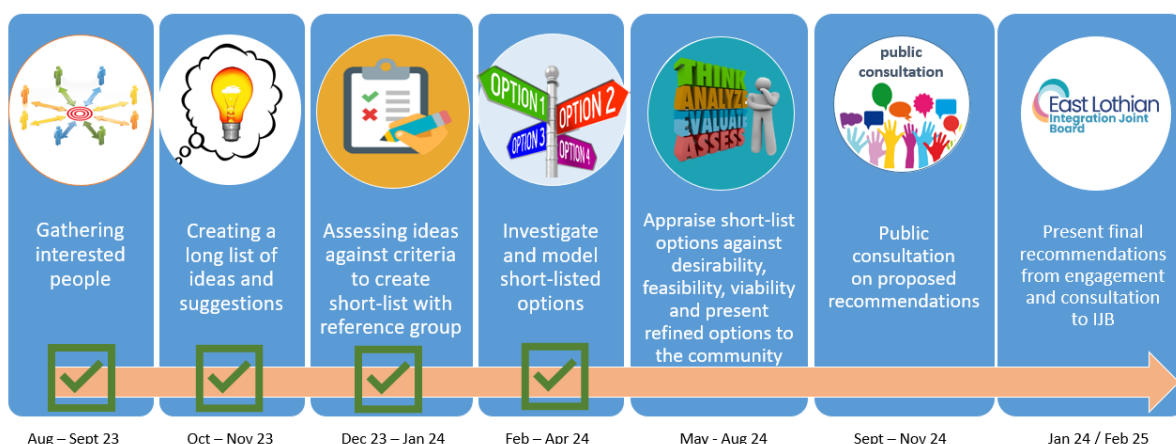 OPTION 1
OPTION 2
OPTION 3
OPTION 4
THINK
ANALYZE
EVALUATE
ASSESS
public
consultation
East Lothian
Integration Joint
Board
Gathering
interested
people
Creating a
long list of
ideas and
suggestions
Assessing ideas
against criteria
to create
short-list with
reference group
Investigate
and model
short-listed
options
Appraise short-list
options against
desirability,
feasibility, viability
and present
refined options to
the community
Public
consultation
on proposed
recommendations
Present final
recommendations
from engagement
and consultation
to IJB
Aug – Sept 23
Oct – Nov 23
Dec 23 – Jan 24
Feb – Apr 24
May - Aug 24
Sept – Nov 24
Jan 24 / Feb 25